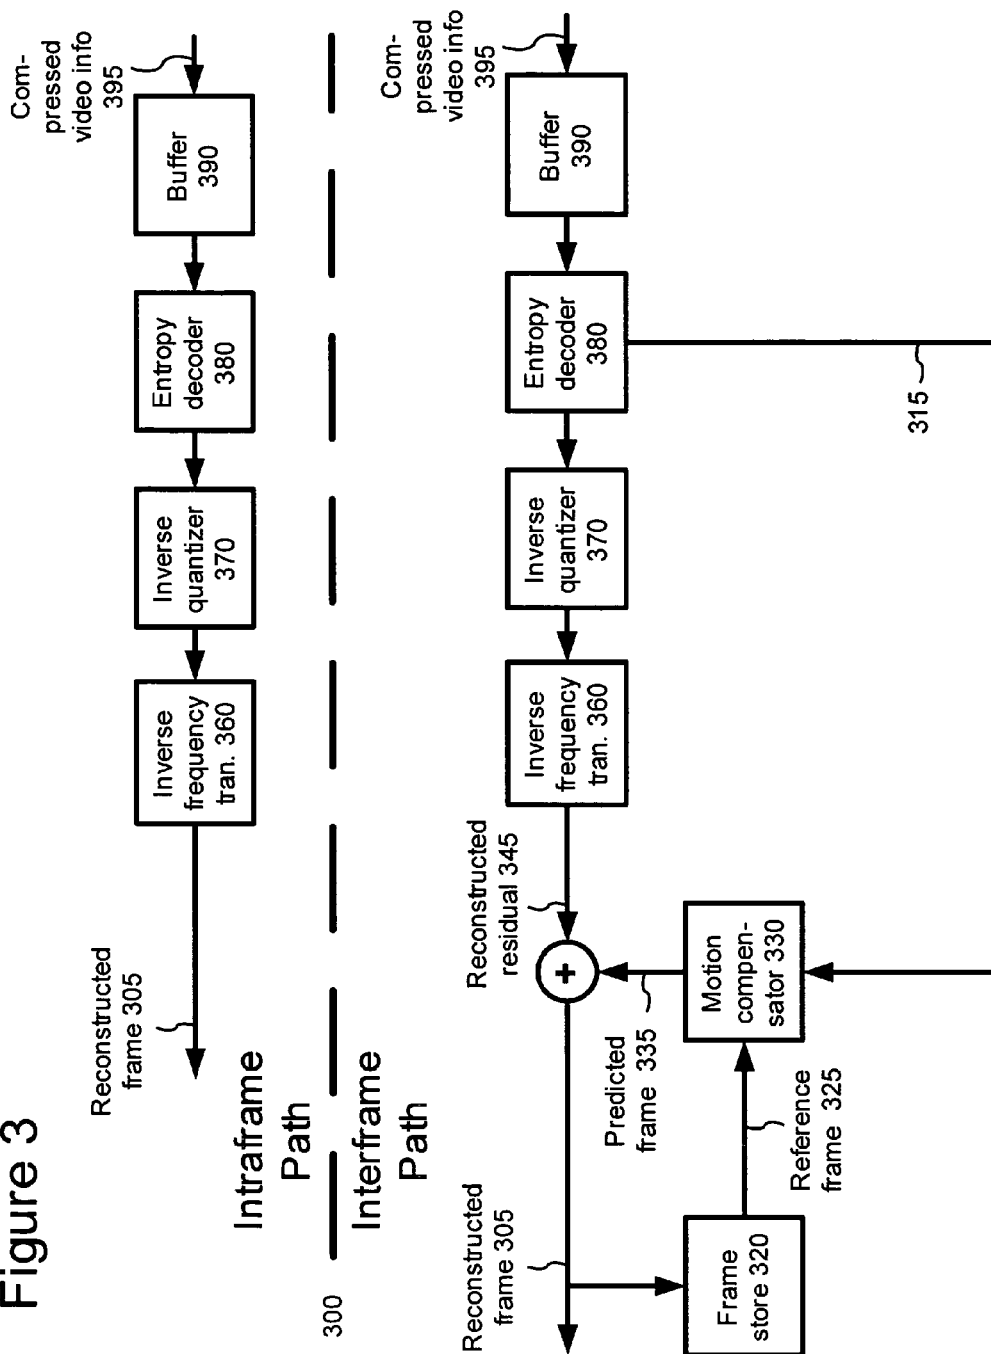 Figure 3
Reconstructed
frame 305
Inverse
frequency
tran. 360
Inverse
quantizer
370
Entropy
decoder
380
Buffer
390
Com-
pressed
video info
395
Intraframe
Path
300
Interframe
Path
Reconstructed
frame 305
Reconstructed
residual 345
+
Inverse
frequency
tran. 360
Inverse
quantizer
370
Entropy
decoder
380
Buffer
390
Com-
pressed
video info
395
Predicted
frame 335
Frame
store 320
Reference
frame 325
Motion
compen-
sator 330
315